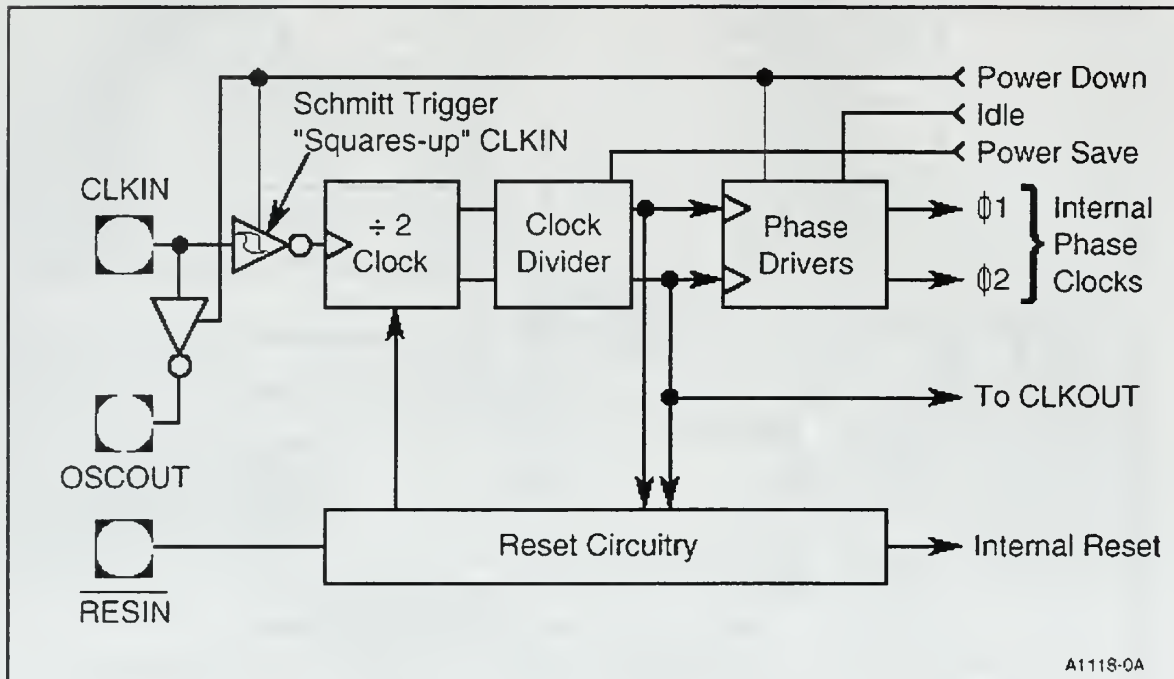 Power Down
Schmitt Trigger
"Squares-up" CLKIN
Idle
Power Save
CLKIN
÷ 2
Clock
Clock
Divider
Phase
Drivers
ϕ1
ϕ2
Internal
Phase
Clocks
To CLKOUT
OSCOUT
Reset Circuitry
Internal Reset
RESIN
A1118-0A